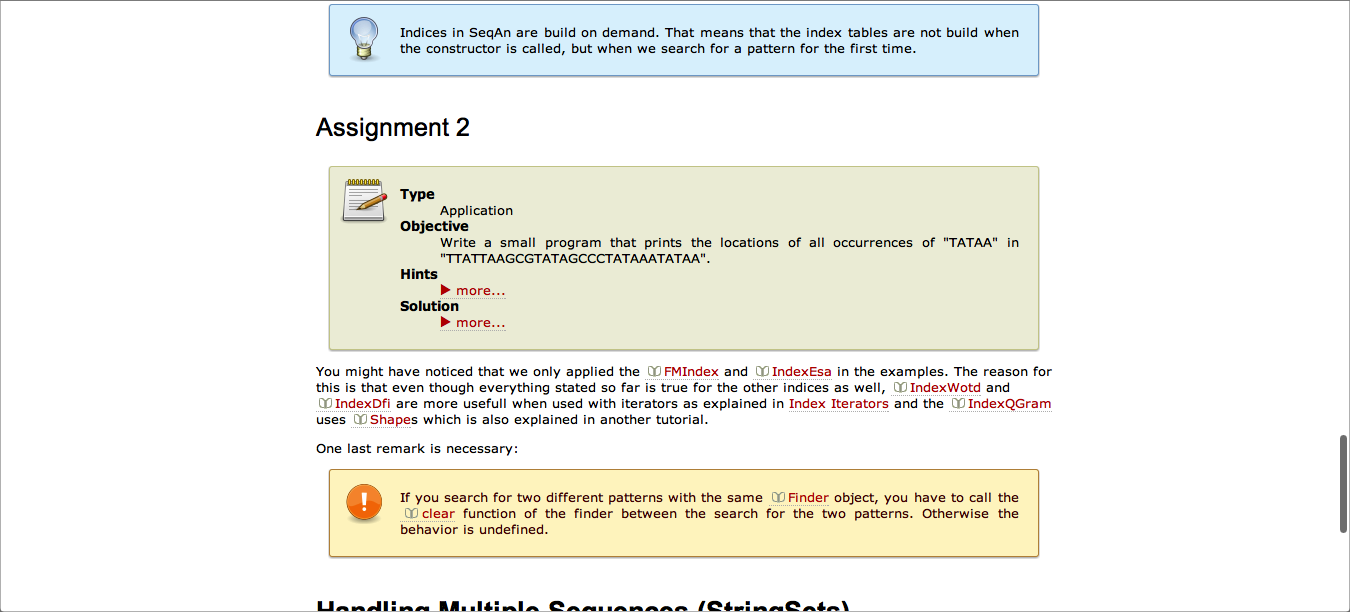 Indices in SeqAn are build on demand. That means that the index tables are not build when
the constructor is called, but when we search for a pattern for the first time.
Assignment 2
Type
Application
Objective
Write a small program that prints the locations of all occurrences of "TATAA" in
"TTATTAAGCGTATAGCCCTATAAATATAA".
Hints
▶ more...
Solution
▶ more...
You might have noticed that we only applied the FMIndex and IndexEsa in the examples. The reason for
this is that even though everything stated so far is true for the other indices as well, IndexWotd and
IndexDfi are more usefull when used with iterators as explained in Index Iterators and the IndexQGram
uses Shapes which is also explained in another tutorial.
One last remark is necessary:
If you search for two different patterns with the same Finder object, you have to call the
clear function of the finder between the search for the two patterns. Otherwise the
behavior is undefined.
Handling Multiple Sequences (StringSets)